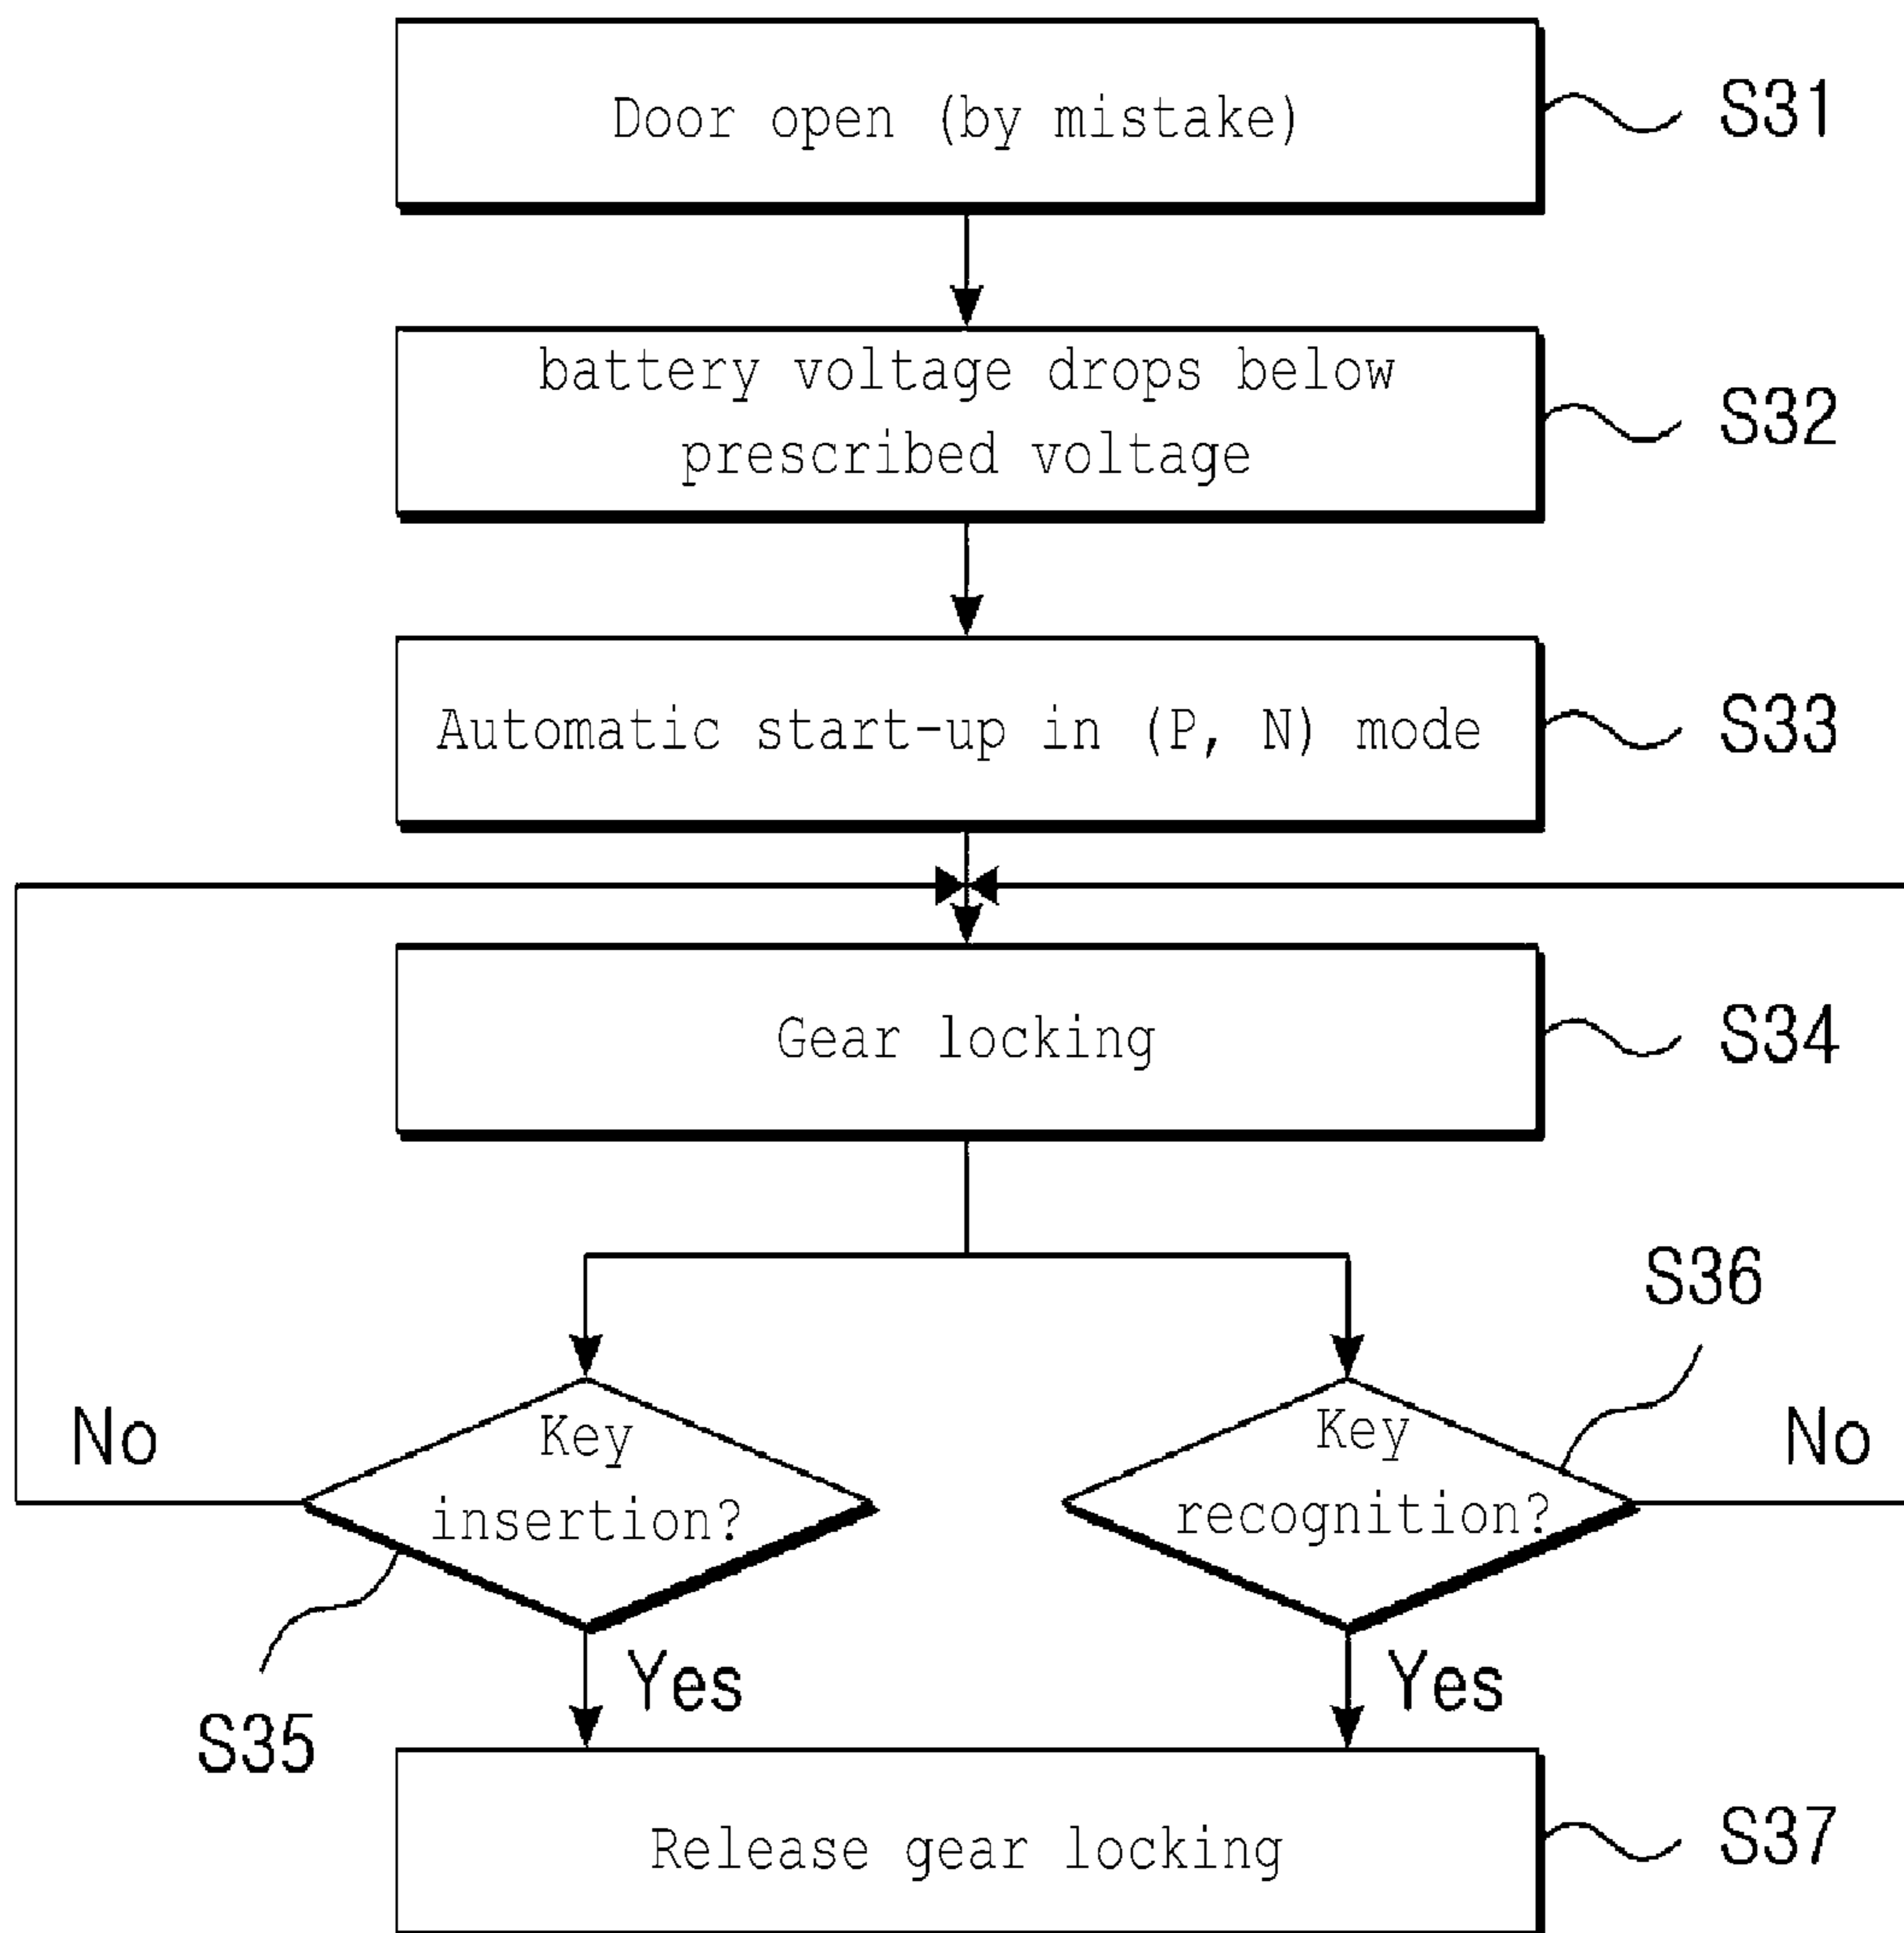 Door open (by mistake)
S31
battery voltage drops below
prescribed voltage
S32
Automatic start-up in (P, N) mode
S33
Gear locking
S34
S36
No
Key
insertion?
Key
recognition?
No
S35
Yes
Yes
Release gear locking
S37